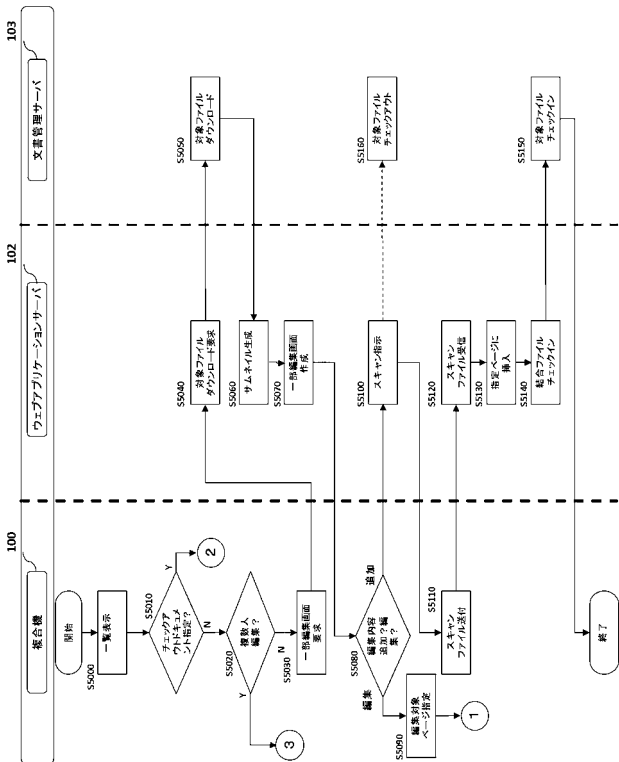 100
複合機
102
ウェブアプリケーションサーバ
103
文書管理サーバ
開始
S5000
一覧表示
S5010
チェックア
ウトドキュメ
ント指定?
Y
2
N
S5020
複数人
編集?
Y
3
N
S5030
一部編集画面
要求
S5040
対象ファイル
ダウンロード要求
S5050
対象ファイル
ダウンロード
S5060
サムネイル生成
S5070
一部編集画面
作成
S5080
編集内容
追加?編
集?
追加
編集
S5090
編集対象
ページ指定
1
S5100
スキャン指示
S5160
対象ファイル
チェックアウト
S5110
スキャン
ファイル送付
S5120
スキャン
ファイル受信
S5130
指定ページに
挿入
S5140
結合ファイル
チェックイン
S5150
対象ファイル
チェックイン
終了